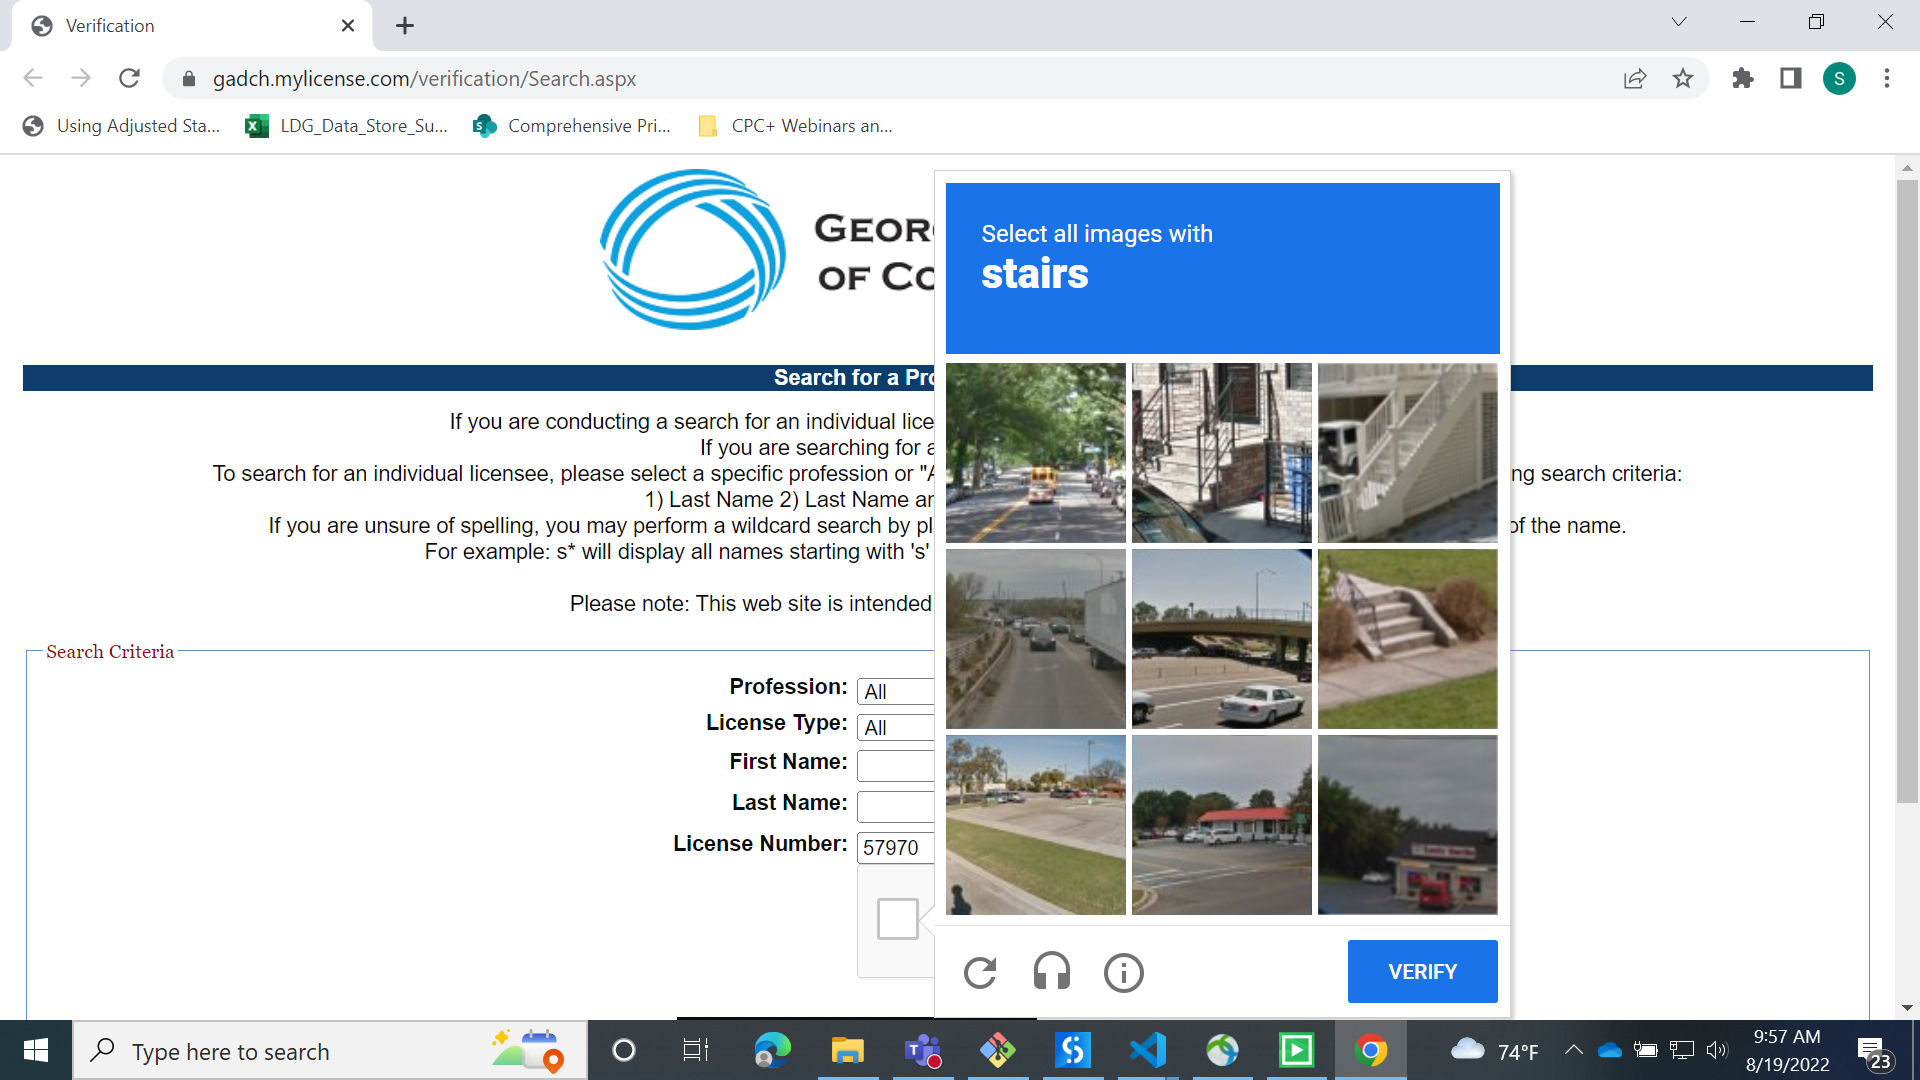 Verification
gadch.mylicense.com/verification/Search.aspx
S
Using Adjusted Sta...
LDG_Data_Store_Su...
Comprehensive Pri...
CPC+ Webinars an...
GEOR
OF CO
Select all images with
stairs
Search for a Pro
If you are conducting a search for an individual lice
If you are searching for a
To search for an individual licensee, please select a specific profession or "A
ng search criteria:
1) Last Name 2) Last Name an
If you are unsure of spelling, you may perform a wildcard search by pl
of the name.
For example: s* will display all names starting with 's'
Please note: This web site is intended
Search Criteria
Profession: All
License Type: All
First Name:
Last Name:
License Number: 57970
VERIFY
Type here to search
74°F
9:57 AM
8/19/2022
23